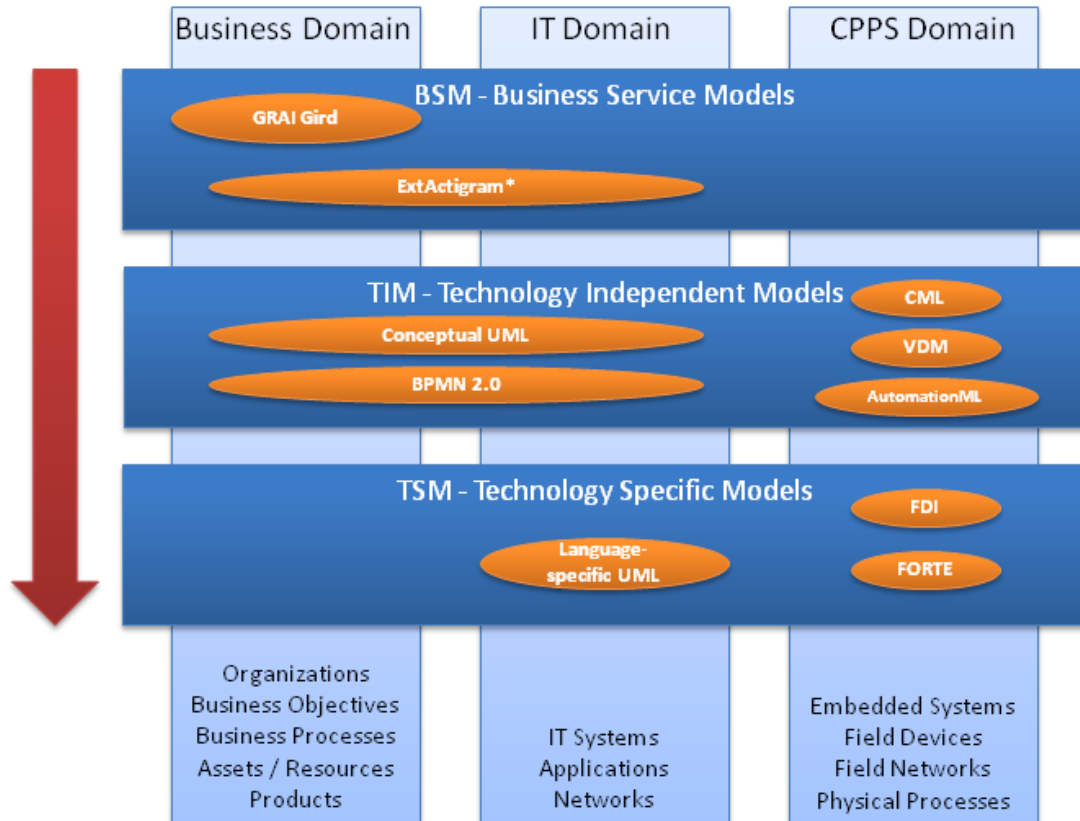 Business Domain
IT Domain
CPPS Domain
BSM - Business Service Models
GRAI Gird
ExtActigram*
TIM - Technology Independent Models
CML
Conceptual UML
VDM
BPMN 2.0
AutomationML
TSM - Technology Specific Models
FDI
Language-
specific UML
FORTE
Organizations
Business Objectives
Business Processes
Assets / Resources
Products
IT Systems
Applications
Networks
Embedded Systems
Field Devices
Field Networks
Physical Processes